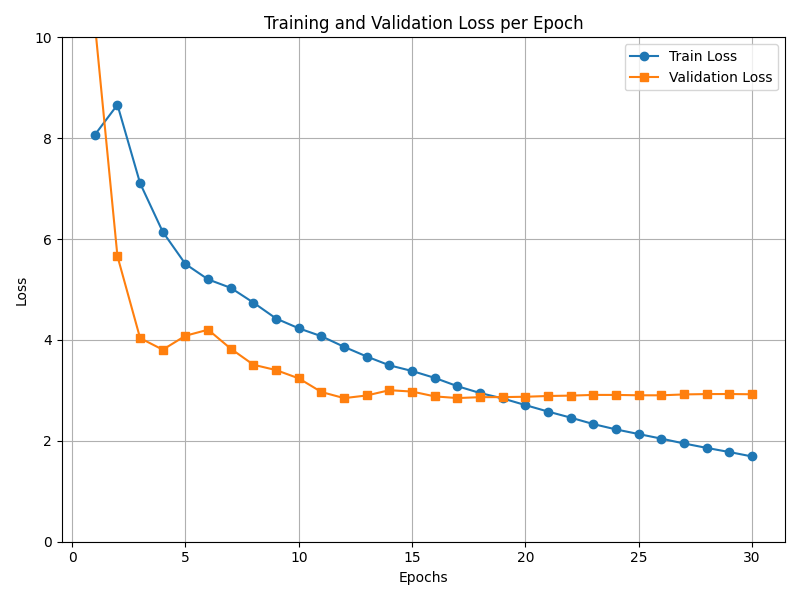 Training and Validation Loss per Epoch
Train Loss
Validation Loss
10
8
6
4
2
0
Loss
0 5 10 15 20 25 30
Epochs